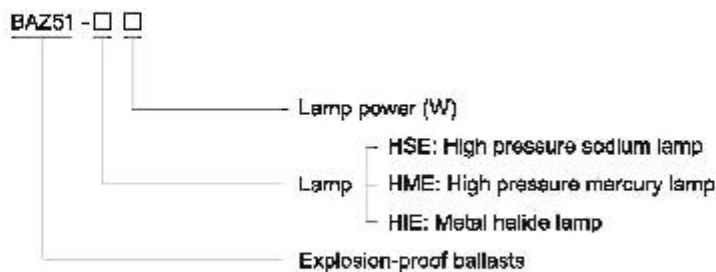 BAZ51 - □ □
Lamp power (W)
HSE: High pressure sodium lamp
Lamp
HME: High pressure mercury lamp
HIE: Metal halide lamp
Explosion-proof ballasts